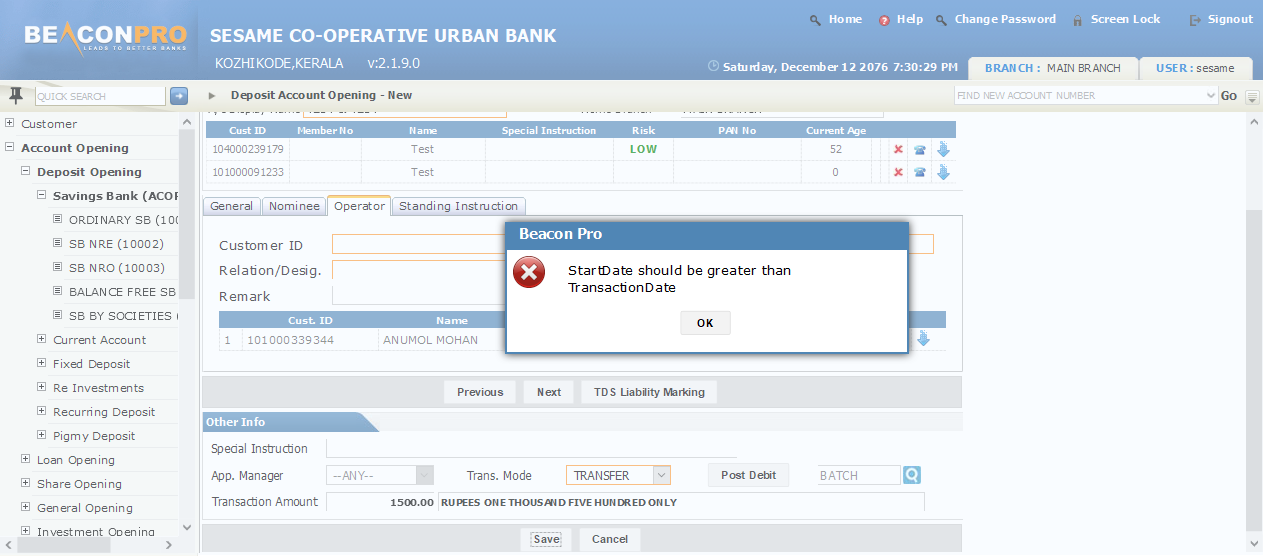 Home Help Change Password Screen Lock Signout
BEACONPRO
LEADS TO BETTER BANKS
SESAME CO-OPERATIVE URBAN BANK
KOZHIKODE,KERALA v:2.1.9.0
Saturday, December 12 2076 7:30:29 PM BRANCH : MAIN BRANCH USER : sesame
QUICK SEARCH Deposit Account Opening - New FIND NEW ACCOUNT NUMBER Go
Customer
Account Opening
Deposit Opening
Savings Bank (ACOP
ORDINARY SB (100
SB NRE (10002)
SB NRO (10003)
BALANCE FREE SB
SB BY SOCIETIES (
Current Account
Fixed Deposit
Re Investments
Recurring Deposit
Pigmy Deposit
Loan Opening
Share Opening
General Opening
Investment Opening
Cust ID Member No Name Special Instruction Risk PAN No Current Age
104000239179 Test LOW 52
101000091233 Test 0
General Nominee Operator Standing Instruction
Customer ID
Relation/Desig.
Remark
Cust. ID Name
1 101000339344 ANUMOL MOHAN
Beacon Pro
StartDate should be greater than
TransactionDate
OK
Previous Next TDS Liability Marking
Other Info
Special Instruction
App. Manager --ANY-- Trans. Mode TRANSFER Post Debit BATCH
Transaction Amount 1500.00 RUPEES ONE THOUSAND FIVE HUNDRED ONLY
Save Cancel